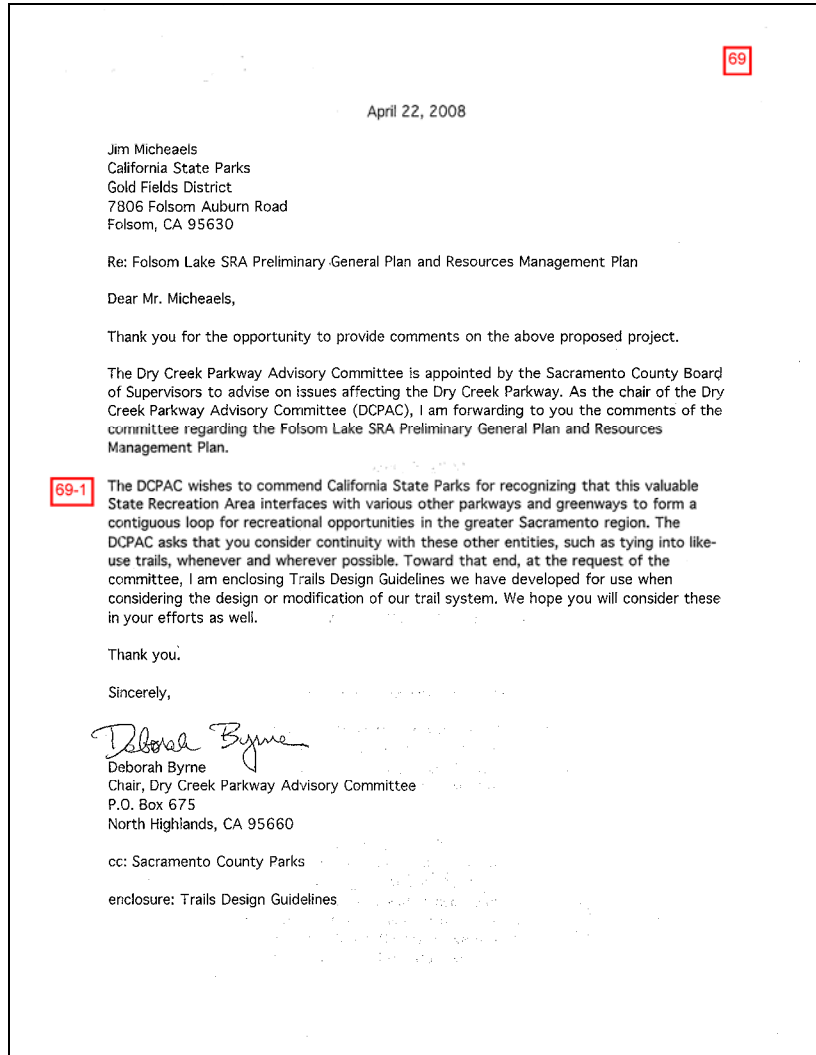 69
April 22, 2008
Jim Micheaels
California State Parks
Gold Fields District
7806 Folsom Auburn Road
Folsom, CA 95630
Re: Folsom Lake SRA Preliminary General Plan and Resources Management Plan
Dear Mr. Micheaels,
Thank you for the opportunity to provide comments on the above proposed project.
The Dry Creek Parkway Advisory Committee is appointed by the Sacramento County Board
of Supervisors to advise on issues affecting the Dry Creek Parkway. As the chair of the Dry
Creek Parkway Advisory Committee (DCPAC), I am forwarding to you the comments of the
committee regarding the Folsom Lake SRA Preliminary General Plan and Resources
Management Plan.
69-1
The DCPAC wishes to commend California State Parks for recognizing that this valuable
State Recreation Area interfaces with various other parkways and greenways to form a
contiguous loop for recreational opportunities in the greater Sacramento region. The
DCPAC asks that you consider continuity with these other entities, such as tying into like-
use trails, whenever and wherever possible. Toward that end, at the request of the
committee, I am enclosing Trails Design Guidelines we have developed for use when
considering the design or modification of our trail system. We hope you will consider these
in your efforts as well.
Thank you.
Sincerely,
Deborah Byrne
Deborah Byrne
Chair, Dry Creek Parkway Advisory Committee
P.O. Box 675
North Highlands, CA 95660
cc: Sacramento County Parks
enclosure: Trails Design Guidelines